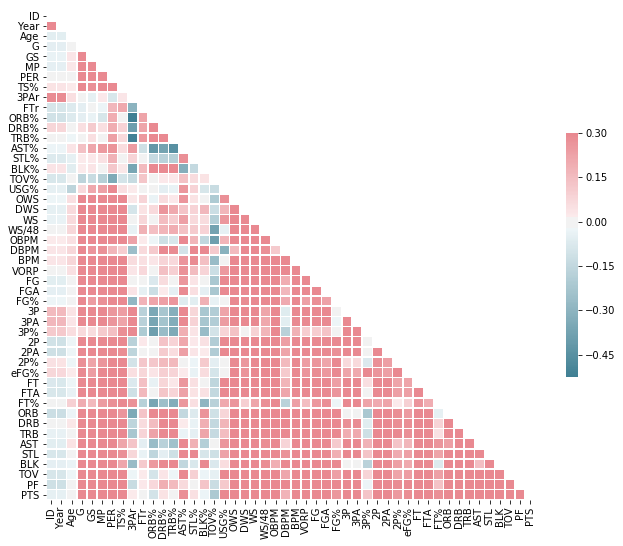 ID
Year
Age
G
GS
MP
PER
TS%
3PAr
FTr
ORB%
DRB%
TRB%
AST%
STL%
BLK%
TOV%
USG%
OWS
DWS
WS
WS/48
OBPM
DBPM
BPM
VORP
FG
FGA
FG%
3P
3PA
3P%
2P
2PA
2P%
eFG%
FT
FTA
FT%
ORB
DRB
TRB
AST
STL
BLK
TOV
PF
PTS
0.30
0.15
0.00
−0.15
−0.30
−0.45
ID
Year
Age
G
GS
MP
PER
TS%
3PAr
FTr
ORB%
DRB%
TRB%
AST%
STL%
BLK%
TOV%
USG%
OWS
DWS
WS
WS/48
OBPM
DBPM
BPM
VORP
FG
FGA
FG%
3P
3PA
3P%
2P
2PA
2P%
eFG%
FT
FTA
FT%
ORB
DRB
TRB
AST
STL
BLK
TOV
PF
PTS